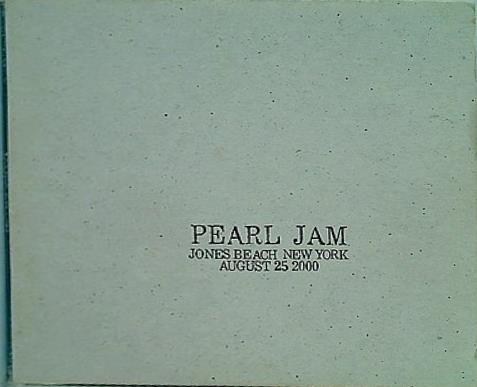 PEARL JAM
JONES BEACH NEW YORK
AUGUST 25 2000